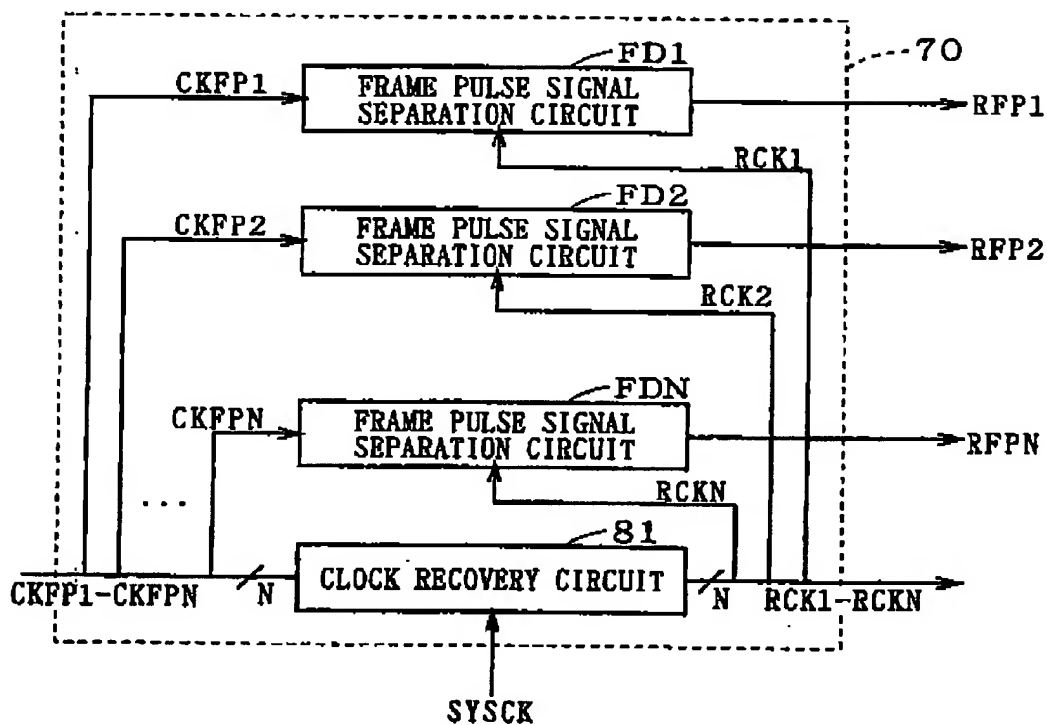 70
FD1
CKFP1
FRAME PULSE SIGNAL
SEPARATION CIRCUIT
RFP1
RCK1
FD2
CKFP2
FRAME PULSE SIGNAL
SEPARATION CIRCUIT
RFP2
RCK2
FDN
CKFPN
FRAME PULSE SIGNAL
SEPARATION CIRCUIT
RFPN
RCKN
...
81
CLOCK RECOVERY CIRCUIT
CKFP1-CKFPN
N
N
RCK1-RCKN
SYSCK